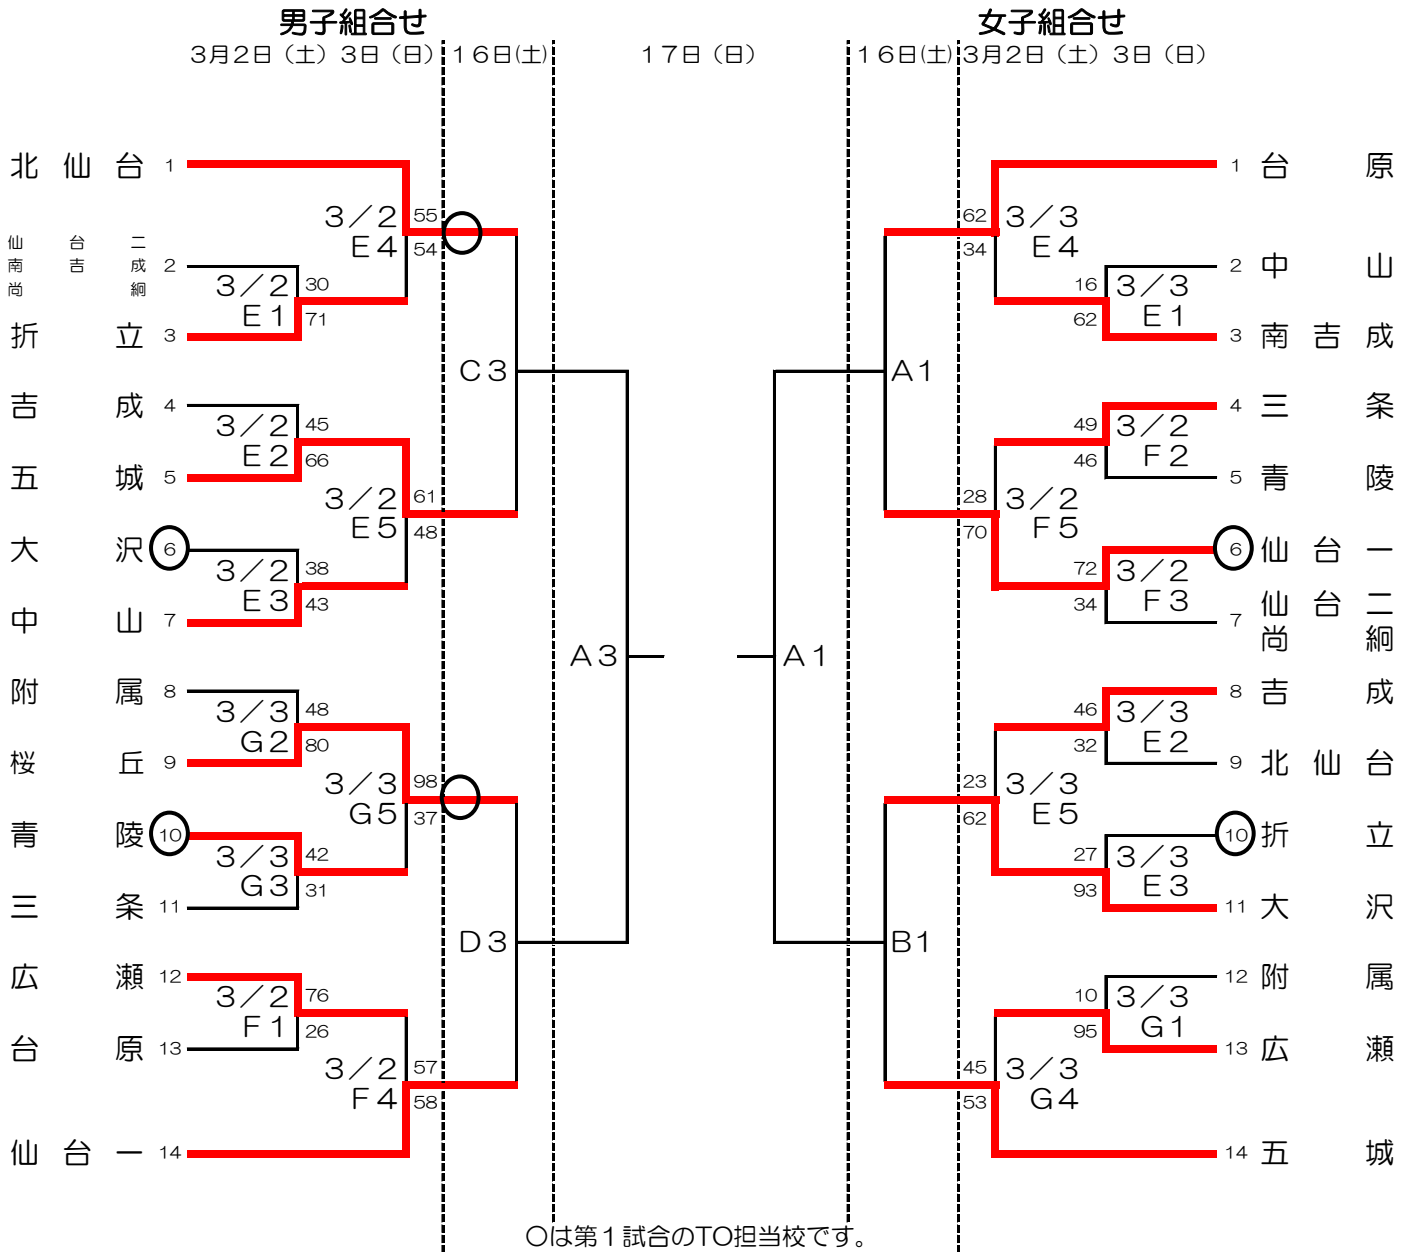 男子組合せ
女子組合せ
3月2日（土）3日（日）
16日(土)
17日（日）
16日(土)
3月2日（土）3日（日）
北仙台 1
仙台二
南吉成 2
尚絅
折立 3
吉成 4
五城 5
大沢 6
中山 7
附属 8
桜丘 9
青陵 10
三条 11
広瀬 12
台原 13
仙台一 14
3／2
E1
30
71
3／2
E2
45
66
3／2
E3
38
43
3／3
G2
48
80
3／3
G3
42
31
3／2
F1
76
26
3／2
E4
55
54
3／2
E5
61
48
3／3
G5
98
37
3／2
F4
57
58
C3
D3
A3
A1
A1
B1
62
34
3／3
E4
28
70
3／2
F5
23
62
3／3
E5
45
53
3／3
G4
16
62
3／3
E1
49
46
3／2
F2
72
34
3／2
F3
46
32
3／3
E2
27
93
3／3
E3
10
95
3／3
G1
1 台原
2 中山
3 南吉成
4 三条
5 青陵
6 仙台一
7 仙台二
尚絅
8 吉成
9 北仙台
10 折立
11 大沢
12 附属
13 広瀬
14 五城
〇は第1試合のTO担当校です。